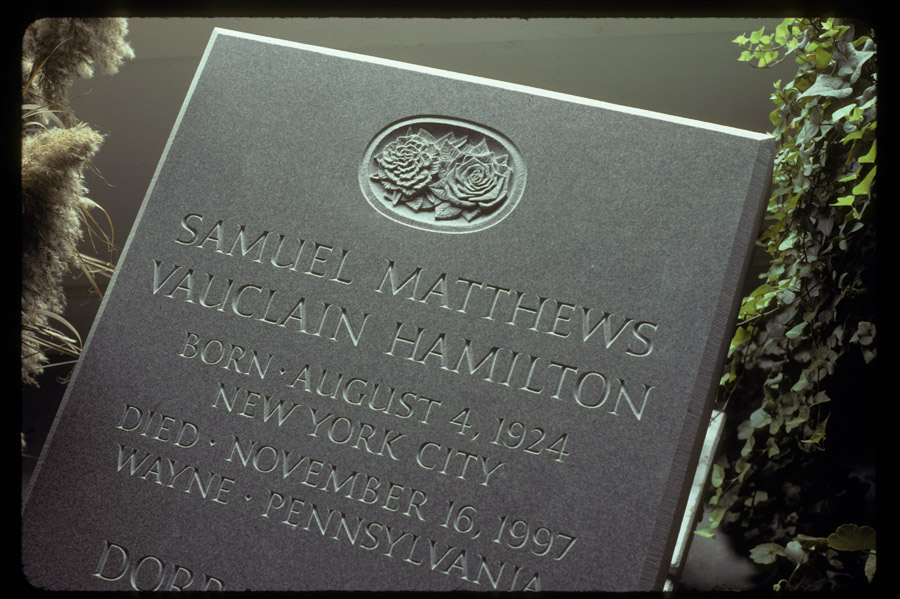 SAMUEL MATTHEWS
VAUCLAIN HAMILTON
BORN · AUGUST 4, 1924
NEW YORK CITY
DIED · NOVEMBER 16, 1997
WAYNE · PENNSYLVANIA